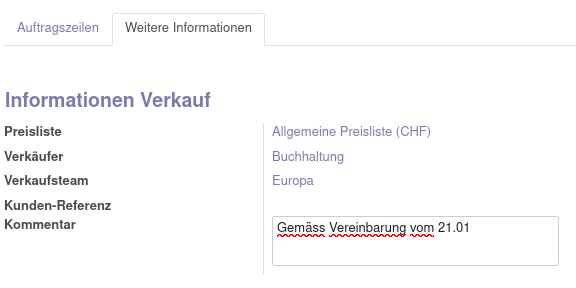 Auftragszeilen Weitere Informationen
Informationen Verkauf
Preisliste Allgemeine Preisliste (CHF)
Verkäufer Buchhaltung
Verkaufsteam Europa
Kunden-Referenz
Kommentar Gemäss Vereinbarung vom 21.01